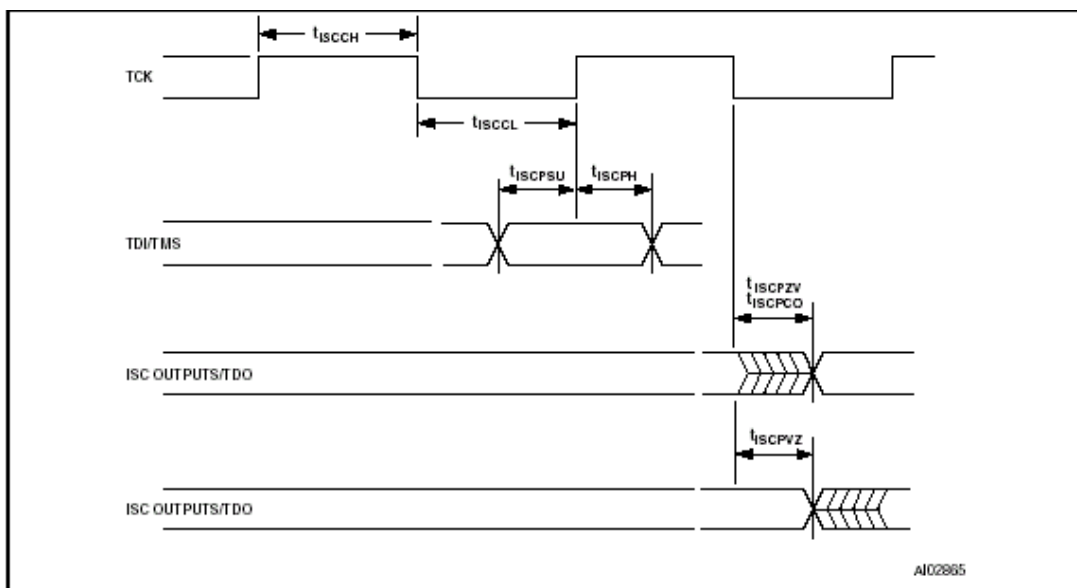 tISCCH
TCK
tISCCL
tISCPSU
tISCPH
TDI/TMS
tISCPZV
tISCPCO
ISC OUTPUTS/TDO
tISCPVZ
ISC OUTPUTS/TDO
AI02865